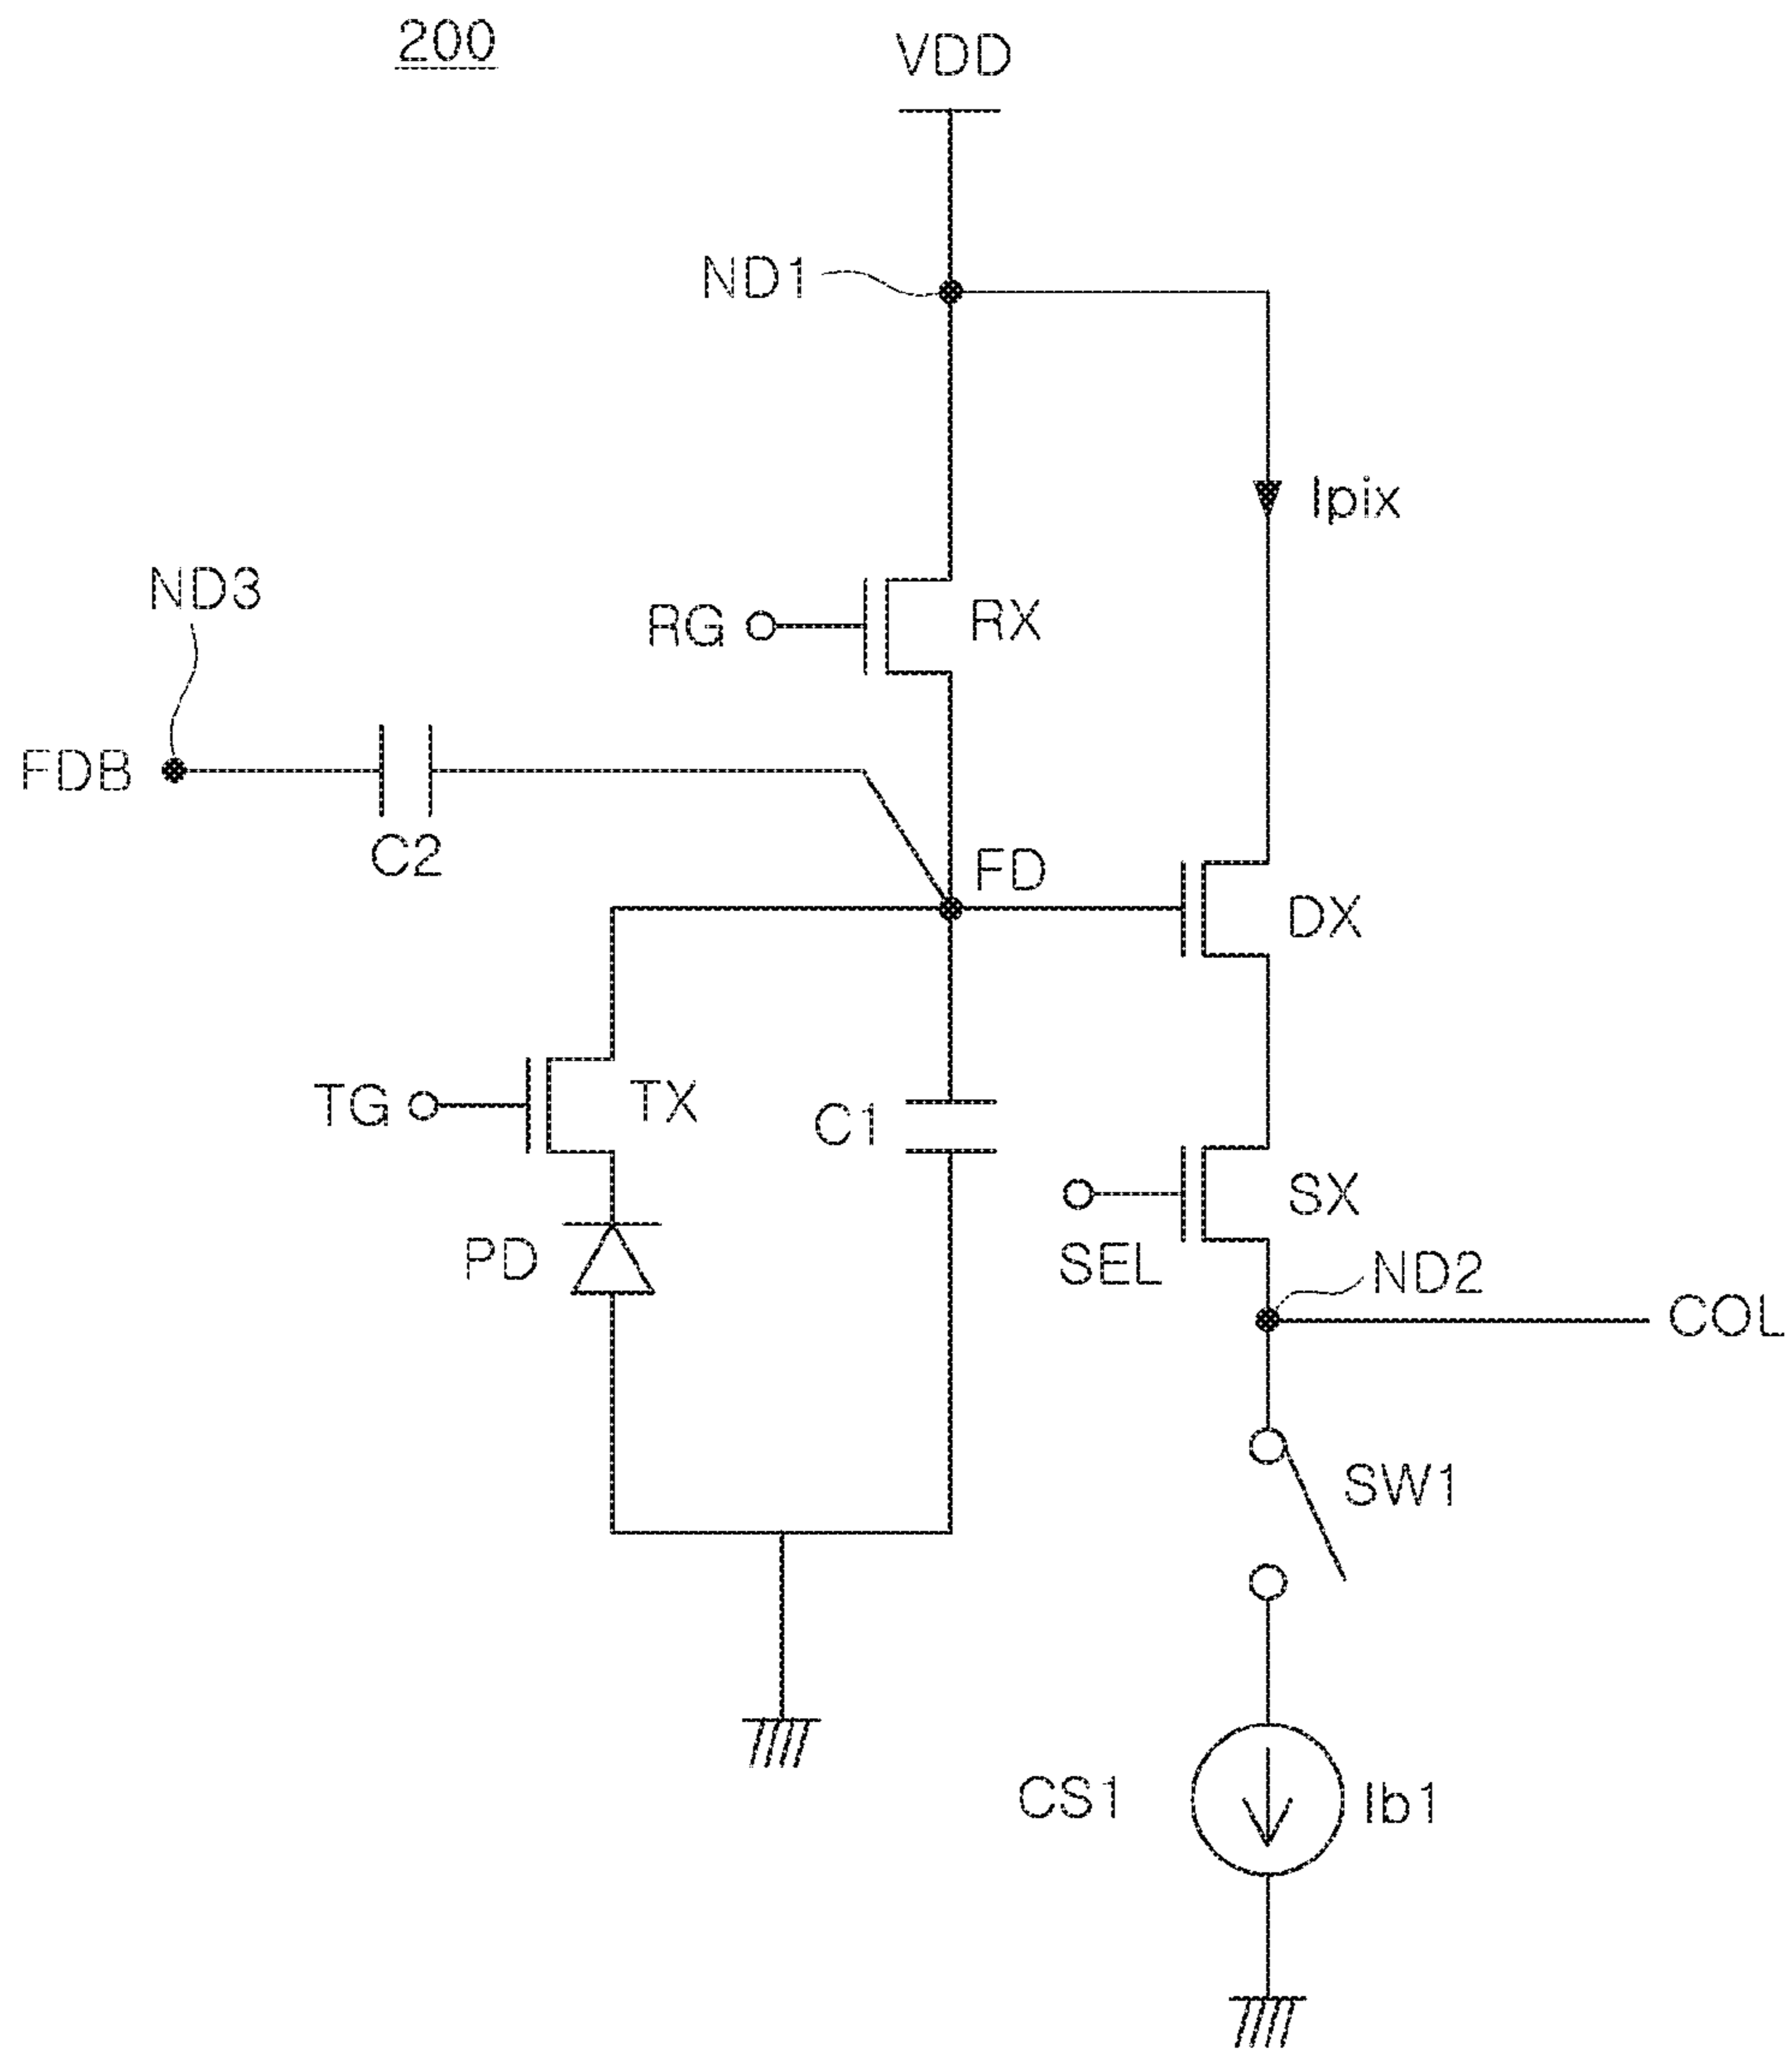 200
VDD
ND1
Ipix
ND3
RG
RX
FDB
C2
FD
DX
TG
TX
C1
SX
PD
SEL
ND2
COL
SW1
CS1
Ib1